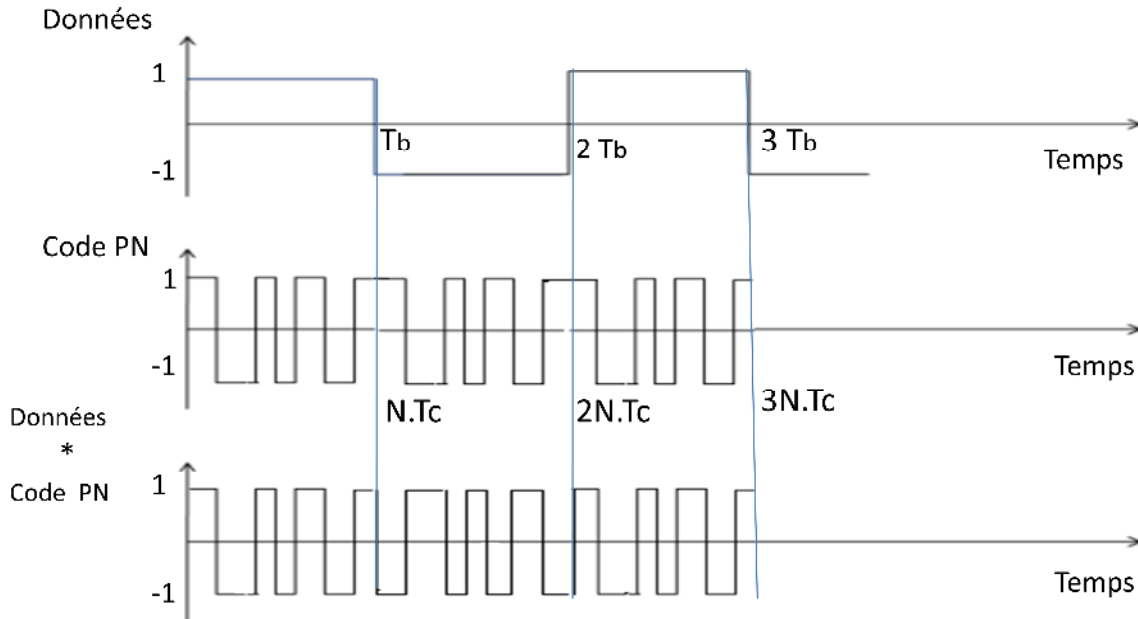 Données
1
Tb
2 Tb
3 Tb
-1
Temps
Code PN
1
-1
Temps
N.Tc
2N.Tc
3N.Tc
Données
*
Code PN
1
-1
Temps